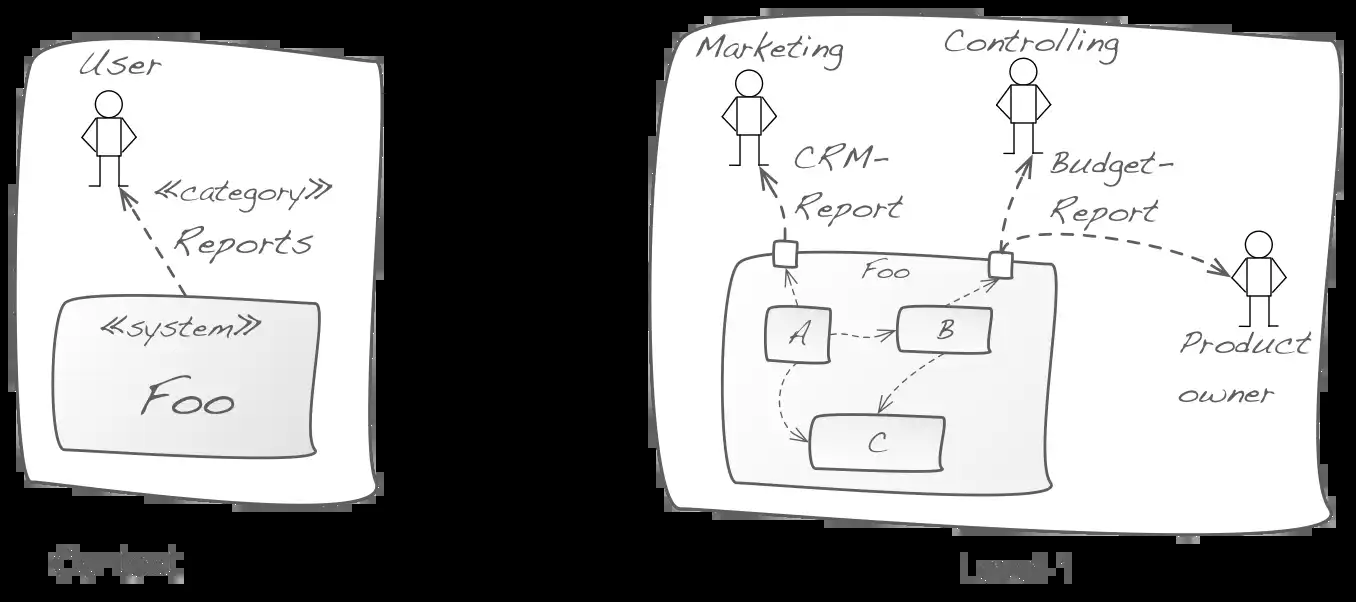 User
«category»
Reports
«system»
Foo
Context
Marketing
Controlling
CRM-
Report
Budget-
Report
Foo
A
B
C
Product
owner
Level-1